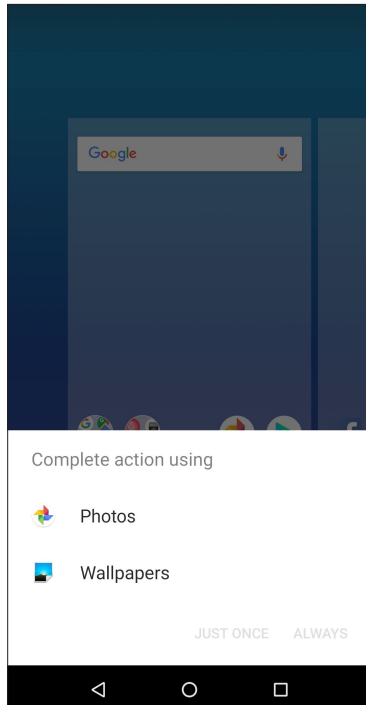 Google
Complete action using
Photos
Wallpapers
JUST ONCE ALWAYS